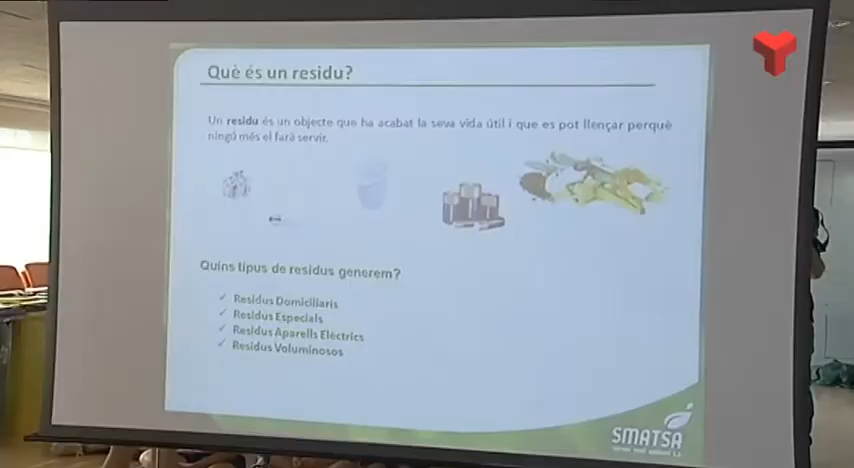 Què és un residu?
Un residu és un objecte que ha acabat la seva vida útil i que es pot llençar perquè
ningú més el farà servir.
Quins tipus de residus generem?
✓ Residus Domiciliaris
✓ Residus Especials
✓ Residus Aparells Elèctrics
✓ Residus Voluminosos
SMATSA